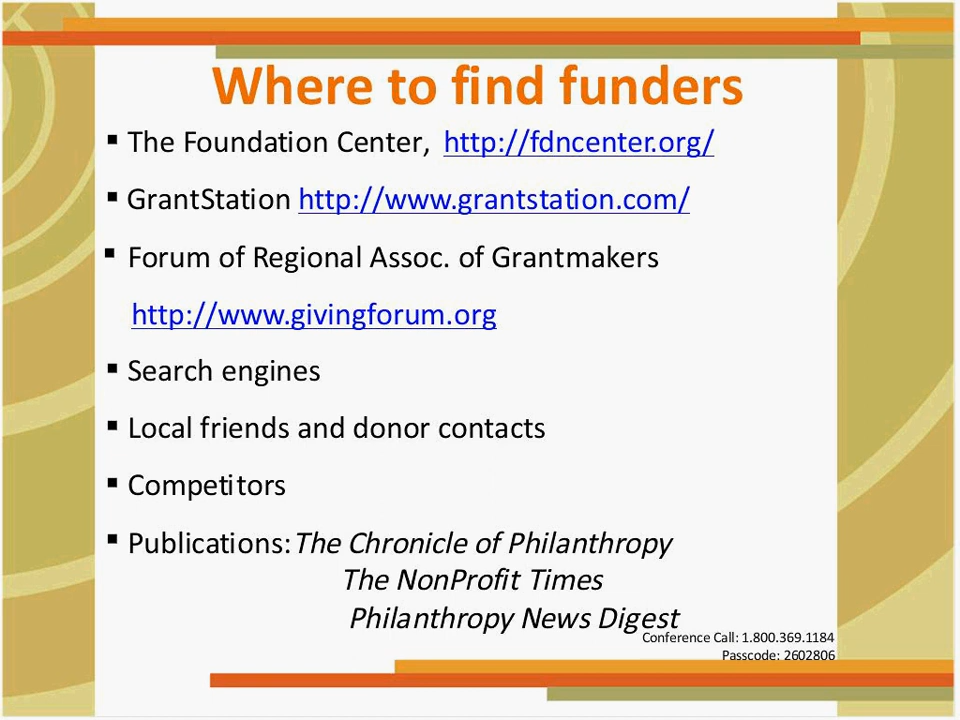 Where to find funders
▪ The Foundation Center, http://fdncenter.org/
▪ GrantStation http://www.grantstation.com/
▪ Forum of Regional Assoc. of Grantmakers
http://www.givingforum.org
▪ Search engines
▪ Local friends and donor contacts
▪ Competitors
▪ Publications:The Chronicle of Philanthropy
The NonProfit Times
Philanthropy News Digest
Conference Call: 1.800.369.1184
Passcode: 2602806